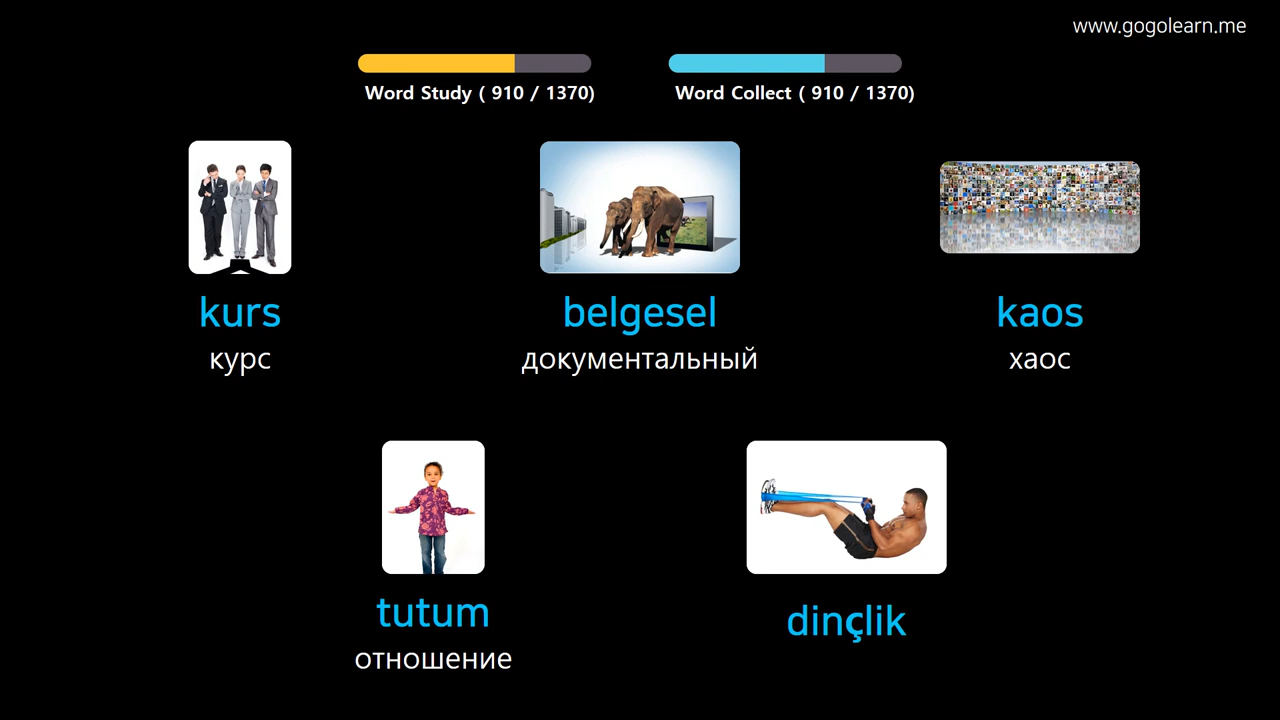 www.gogolearn.me
Word Study ( 910 / 1370)
Word Collect ( 910 / 1370)
kurs
курс
belgesel
документальный
kaos
хаос
tutum
отношение
dinçlik